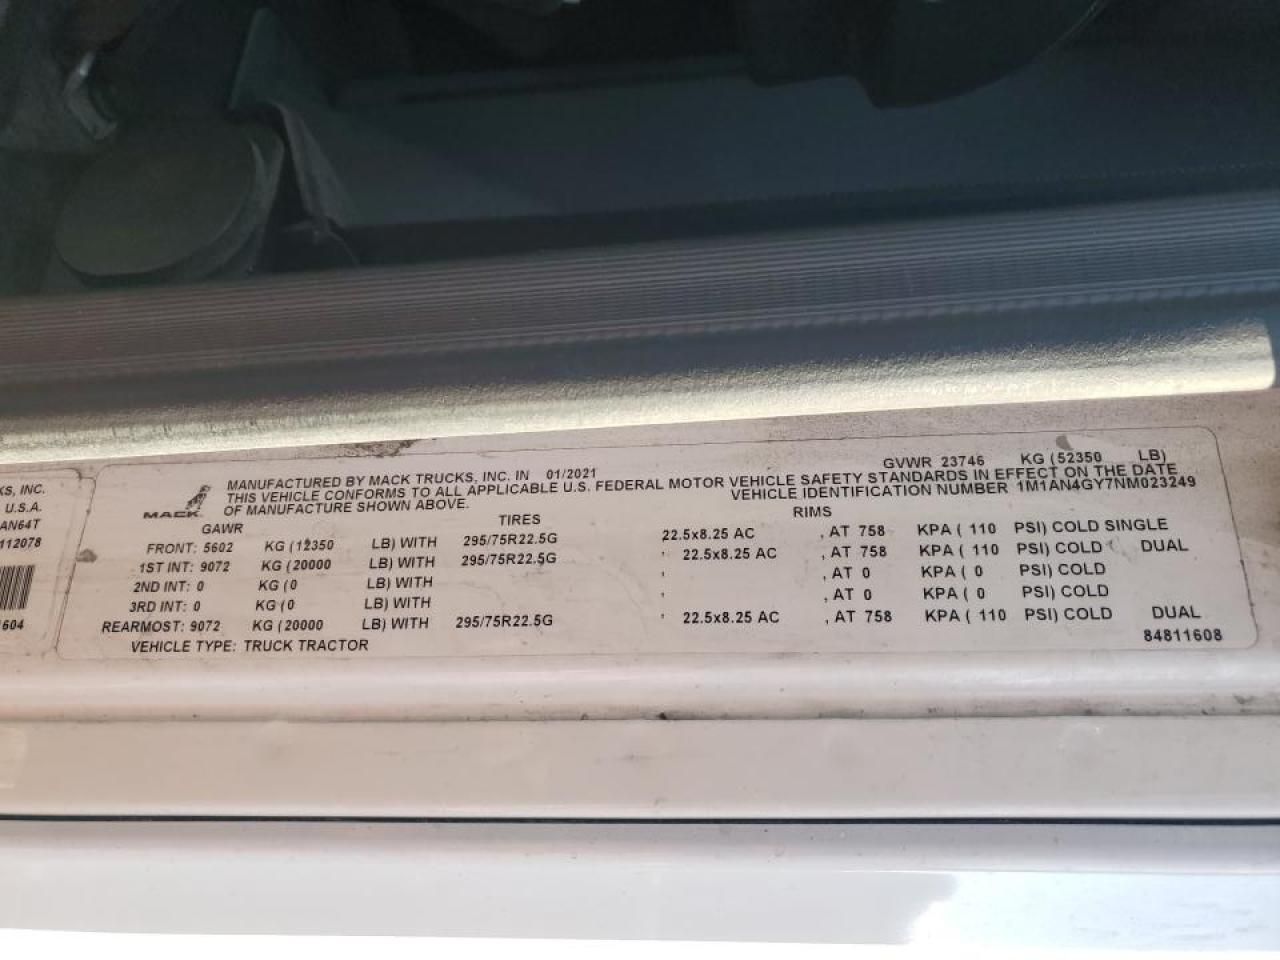 KS, INC.
U.S.A.
AN64T
112078
1604
MACK
MANUFACTURED BY MACK TRUCKS, INC. IN 01/2021 GVWR 23746 KG (52350 LB)
THIS VEHICLE CONFORMS TO ALL APPLICABLE U.S. FEDERAL MOTOR VEHICLE SAFETY STANDARDS IN EFFECT ON THE DATE
OF MANUFACTURE SHOWN ABOVE. VEHICLE IDENTIFICATION NUMBER 1M1AN4GY7NM023249
GAWR TIRES RIMS
FRONT: 5602 KG (12350 LB) WITH 295/75R22.5G 22.5x8.25 AC , AT 758 KPA ( 110 PSI) COLD SINGLE
1ST INT: 9072 KG (20000 LB) WITH 295/75R22.5G , 22.5x8.25 AC , AT 758 KPA ( 110 PSI) COLD DUAL
2ND INT: 0 KG (0 LB) WITH , , AT 0 KPA ( 0 PSI) COLD
3RD INT: 0 KG (0 LB) WITH , , AT 0 KPA ( 0 PSI) COLD
REARMOST: 9072 KG (20000 LB) WITH 295/75R22.5G , 22.5x8.25 AC , AT 758 KPA ( 110 PSI) COLD DUAL
VEHICLE TYPE: TRUCK TRACTOR 84811608